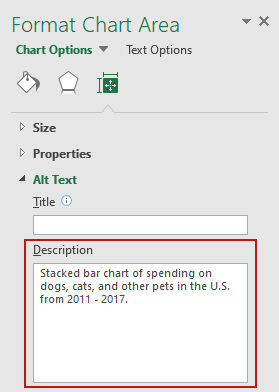 Format Chart Area
Chart Options Text Options
Size
Properties
Alt Text
Title
Description
Stacked bar chart of spending on
dogs, cats, and other pets in the U.S.
from 2011 - 2017.